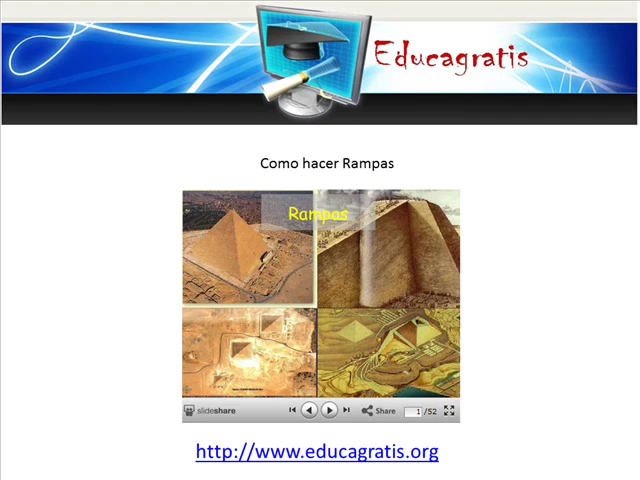 Educagratis
Como hacer Rampas
Rampas
slideshare
Share
1 /52
http://www.educagratis.org